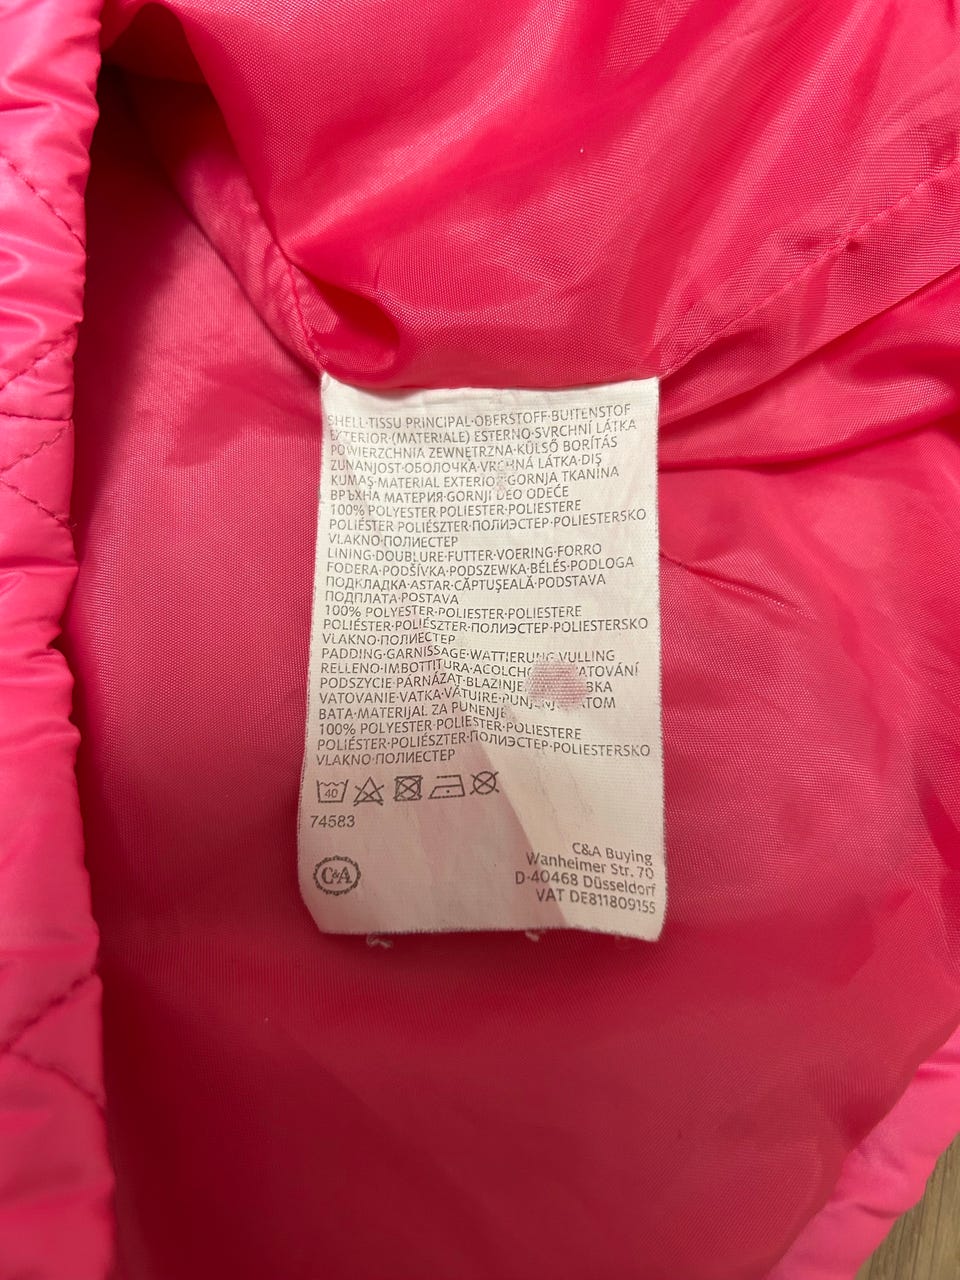 SHELL·TISSU PRINCIPAL·OBERSTOFF·BUITENSTOF
EXTERIOR·(MATERIALE) ESTERNO·SVRCHNÍ LÁTKA
POWIERZCHNIA ZEWNĘTRZNA·KÜLSŐ BORÍTÁS
ZUNANJOST·ОБОЛОЧКА·VRCHNÁ LÁTKA·DIŞ
KUMAŞ·MATERIAL EXTERIOR·GORNJA TKANINA
ВРЪХНА МАТЕРИЯ·GORNJI DEO ODEĆE
100% POLYESTER·POLIESTER·POLIESTERE
POLIÉSTER·POLIÉSZTER·ПОЛИЭСТЕР·POLIESTERSKO
VLAKNO·ПОЛИЕСТЕР
LINING·DOUBLURE·FUTTER·VOERING·FORRO
FODERA·PODŠÍVKA·PODSZEWKA·BÉLÉS·PODLOGA
ПОДКЛАДКА·ASTAR·CĂPTUŞEALĂ·PODSTAVA
ПОДПЛАТА·POSTAVA
100% POLYESTER·POLIESTER·POLIESTERE
POLIÉSTER·POLIÉSZTER·ПОЛИЭСТЕР·POLIESTERSKO
VLAKNO·ПОЛИЕСТЕР
PADDING·GARNISSAGE·WATTIERUNG·VULLING
RELLENO·IMBOTTITURA·ACOLCHO
PODSZYCIE·PÁRNÁZAT·BLAZINJE
VATOVANIE·VATKA·VĂTUIRE·
BATA·MATERIJAL ZA PUNENJE
100% POLYESTER·POLIESTER·POLIESTERE
POLIÉSTER·POLIÉSZTER·ПОЛИЭСТЕР·POLIESTERSKO
VLAKNO·ПОЛИЕСТЕР
40
74583
C&A
C&A Buying
Wanheimer Str. 70
D-40468 Düsseldorf
VAT DE811809155